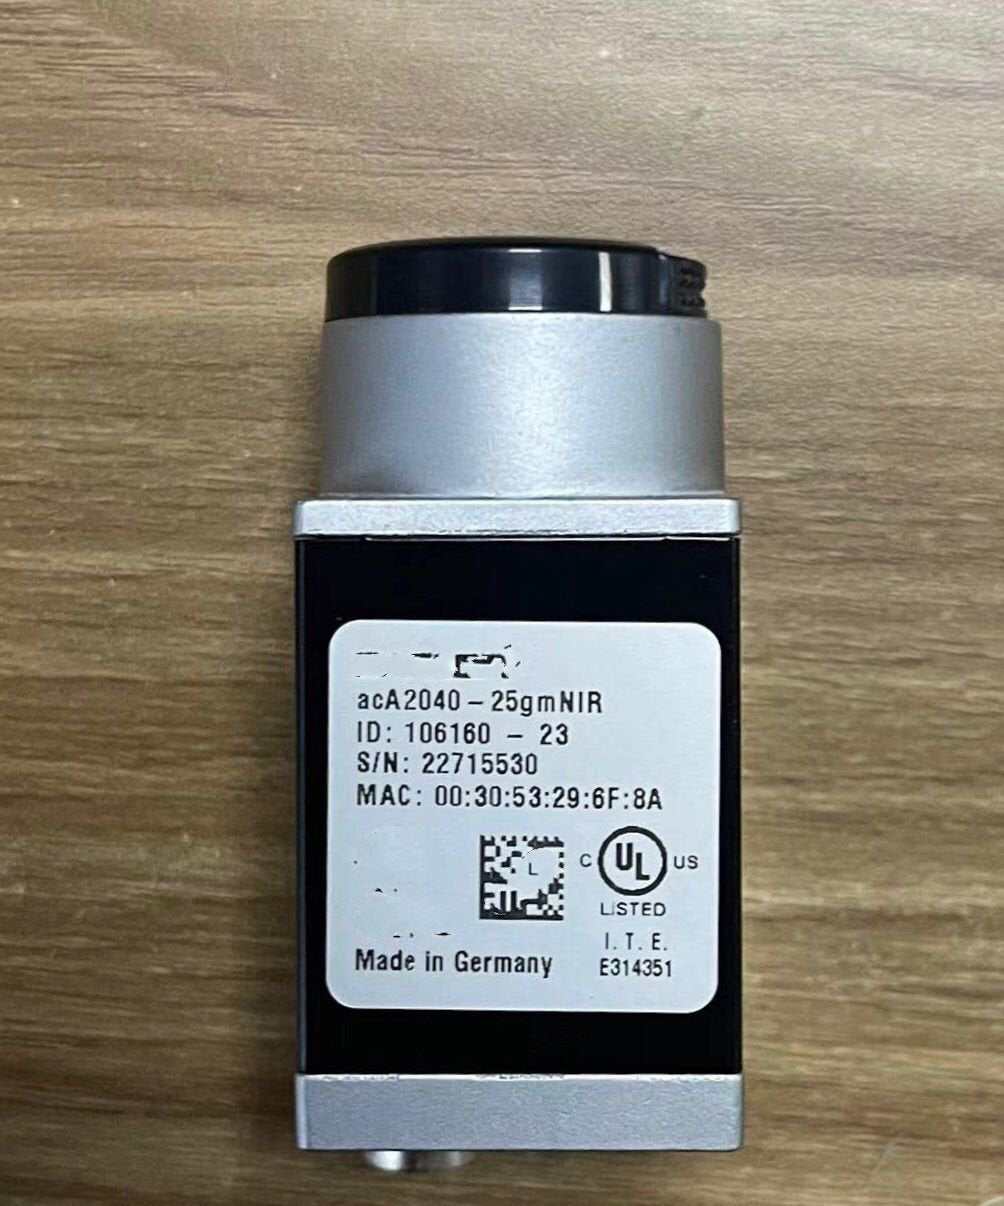 acA2040-25gmNIR
ID: 106160 - 23
S/N: 22715530
MAC: 00:30:53:29:6F:8A
L
C UL US
LISTED
I. T. E.
E314351
Made in Germany